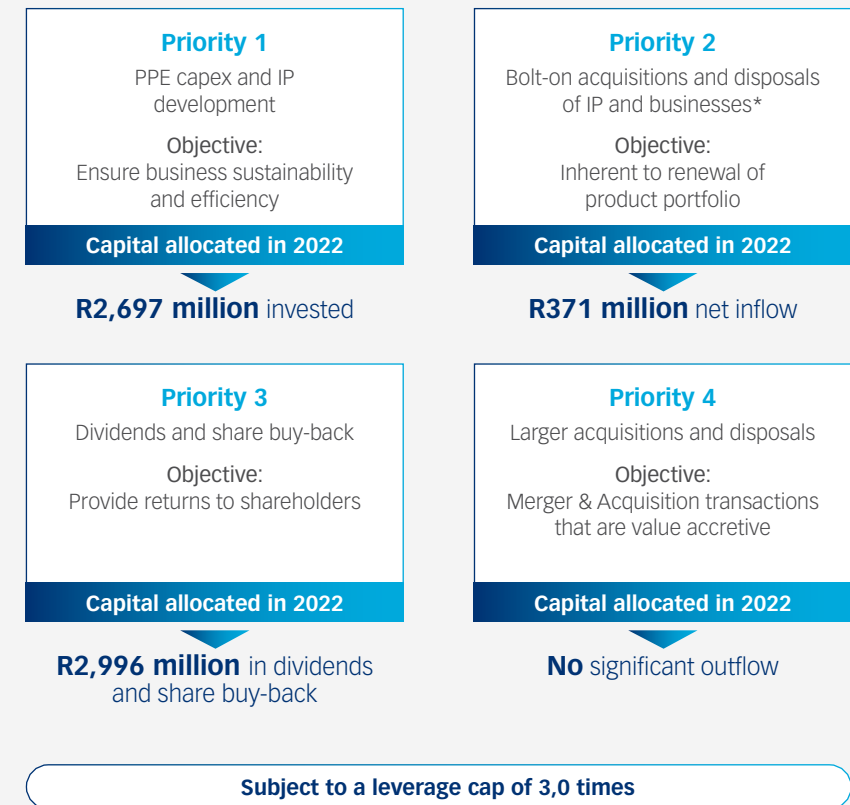 Priority 1
PPE capex and IP
development
Objective:
Ensure business sustainability
and efficiency
Capital allocated in 2022
R2,697 million invested
Priority 2
Bolt-on acquisitions and disposals
of IP and businesses*
Objective:
Inherent to renewal of
product portfolio
Capital allocated in 2022
R371 million net inflow
Priority 3
Dividends and share buy-back
Objective:
Provide returns to shareholders
Capital allocated in 2022
R2,996 million in dividends
and share buy-back
Priority 4
Larger acquisitions and disposals
Objective:
Merger & Acquisition transactions
that are value accretive
Capital allocated in 2022
No significant outflow
Subject to a leverage cap of 3,0 times